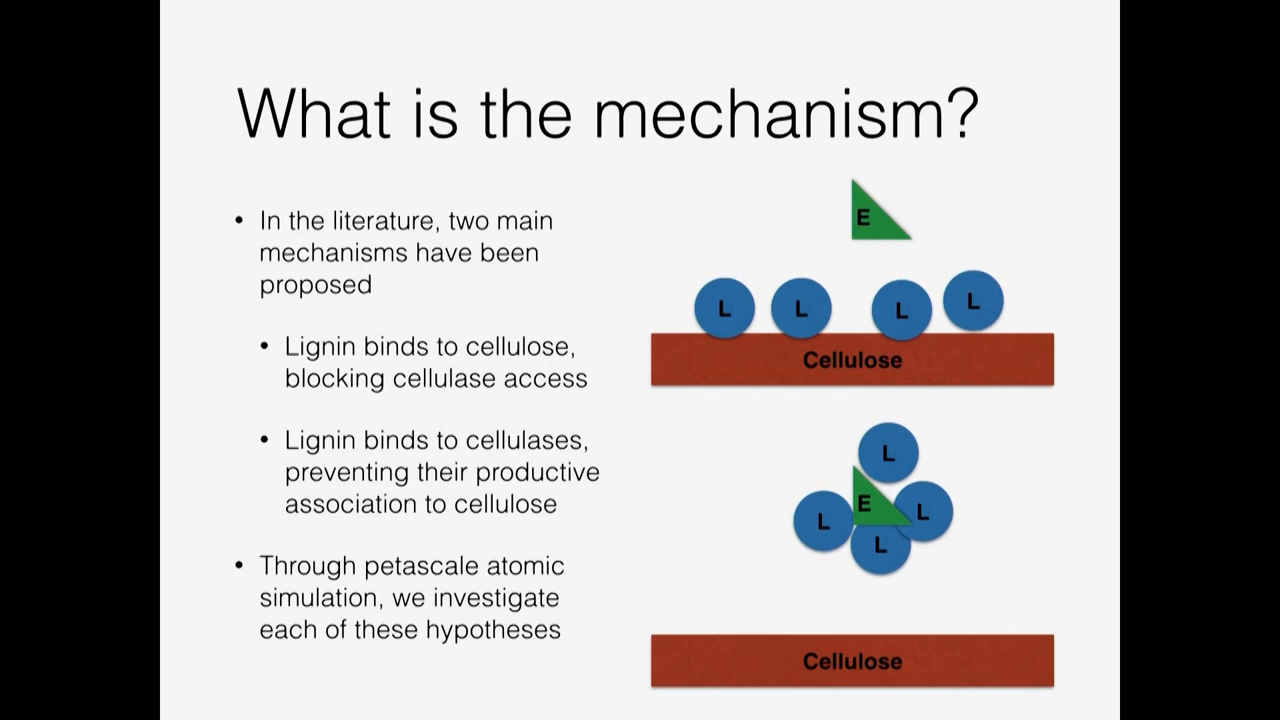 What is the mechanism?
• In the literature, two main
mechanisms have been
proposed
• Lignin binds to cellulose,
blocking cellulase access
• Lignin binds to cellulases,
preventing their productive
association to cellulose
• Through petascale atomic
simulation, we investigate
each of these hypotheses
E
L L L L
Cellulose
L
E
L L
L
Cellulose